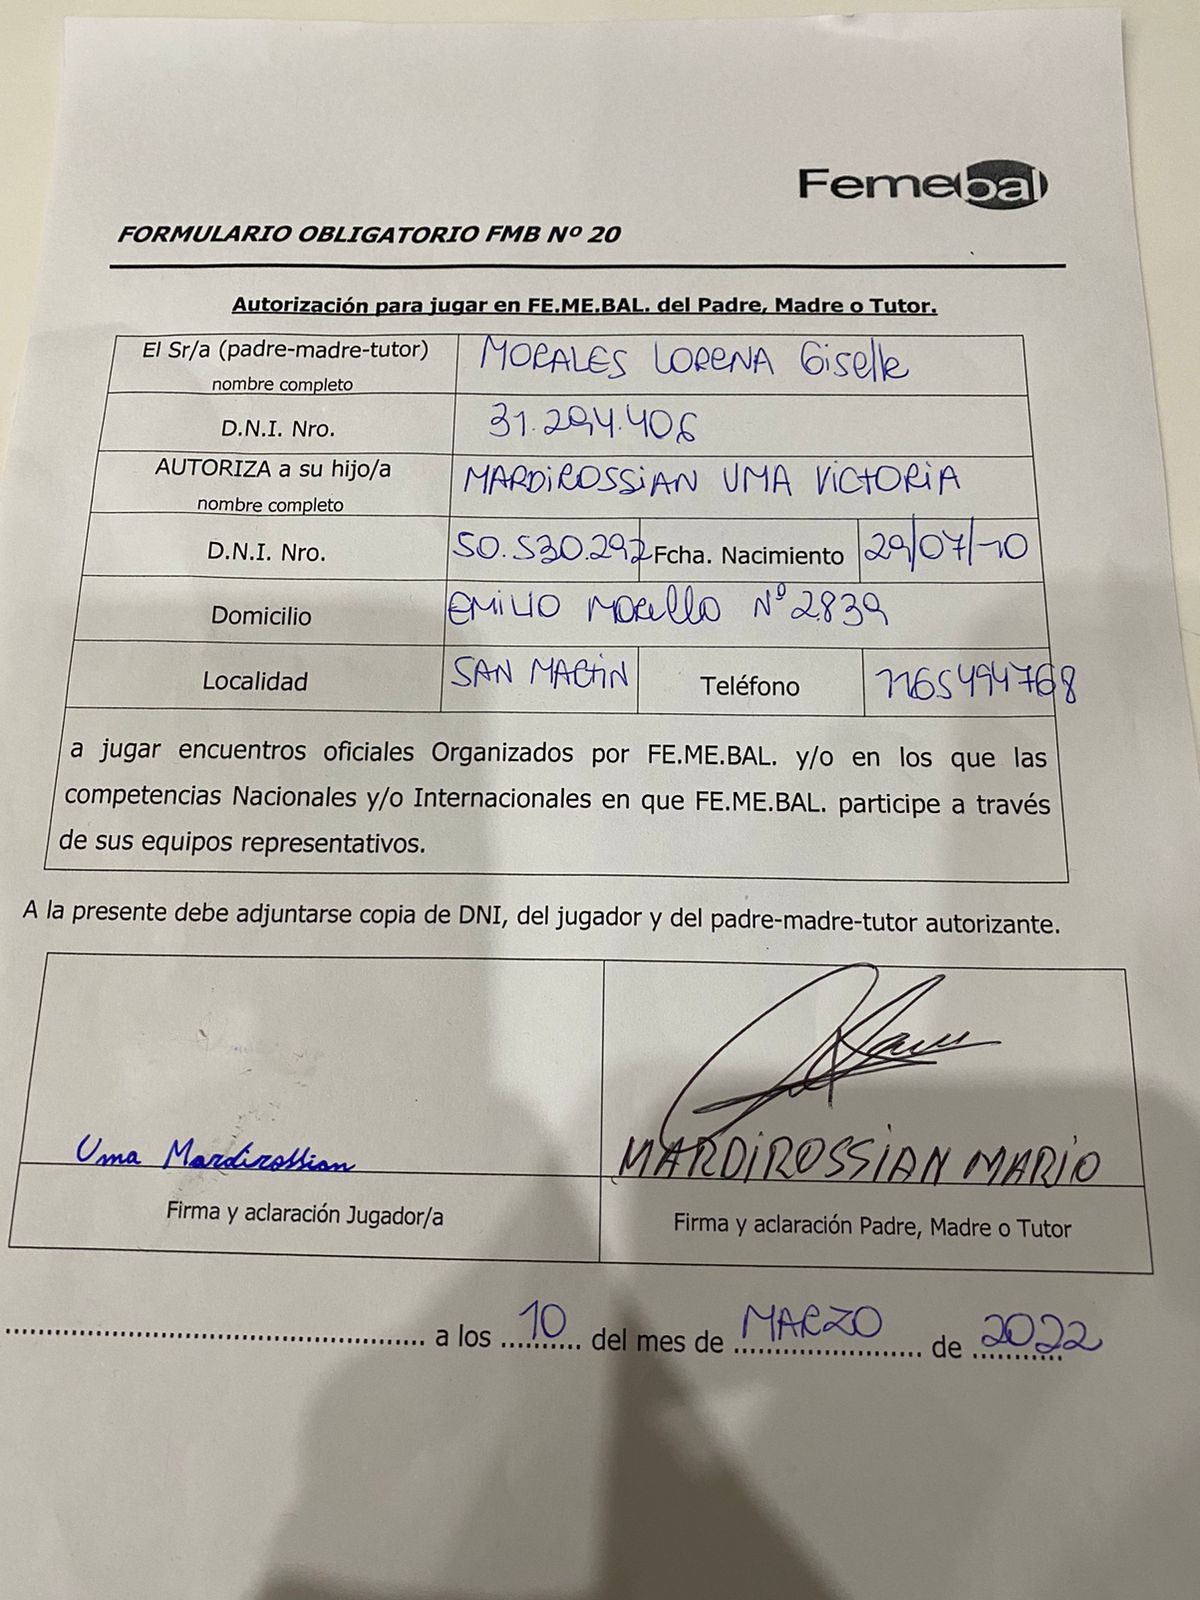 Femebal
FORMULARIO OBLIGATORIO FMB Nº 20
Autorización para jugar en FE.ME.BAL. del Padre, Madre o Tutor.
El Sr/a (padre-madre-tutor) MORALES LORENA Giselle
nombre completo
D.N.I. Nro. 31.294.406
AUTORIZA a su hijo/a MARDIROSSIAN UMA VICTORIA
nombre completo
D.N.I. Nro. 50.530.292 Fcha. Nacimiento 29/07/10
Domicilio EMILIO MORELLO Nº 2839
Localidad SAN MARTIN Teléfono 1165494768
a jugar encuentros oficiales Organizados por FE.ME.BAL. y/o en los que las
competencias Nacionales y/o Internacionales en que FE.ME.BAL. participe a través
de sus equipos representativos.
A la presente debe adjuntarse copia de DNI, del jugador y del padre-madre-tutor autorizante.
Uma Mardirossian
MARDIROSSIAN MARIO
Firma y aclaración Jugador/a
Firma y aclaración Padre, Madre o Tutor
a los 10 del mes de MARZO de 2022